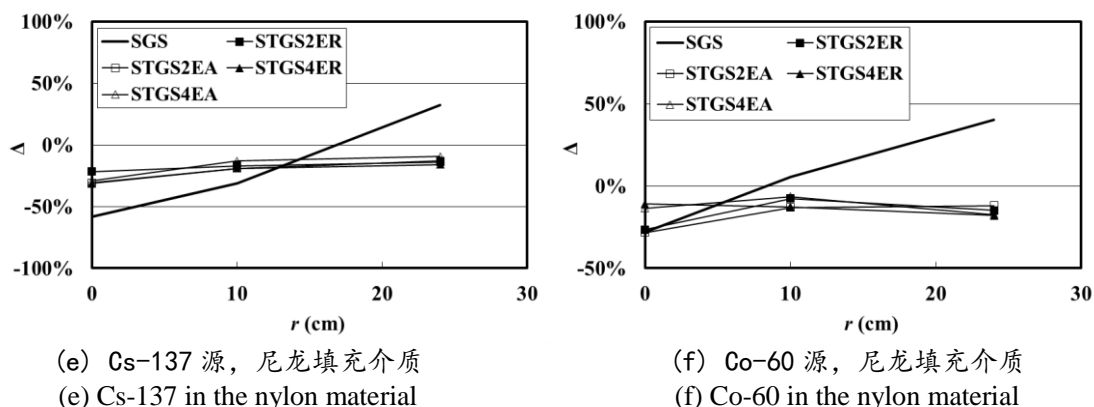 100%
50%
0%
-50%
-100%
Δ
SGS
STGS2ER
STGS2EA
STGS4ER
STGS4EA
0
10
20
30
r (cm)
(e) Cs-137 源，尼龙填充介质
(e) Cs-137 in the nylon material
100%
50%
0%
-50%
Δ
SGS
STGS2ER
STGS2EA
STGS4ER
STGS4EA
0
10
20
30
r (cm)
(f) Co-60 源，尼龙填充介质
(f) Co-60 in the nylon material